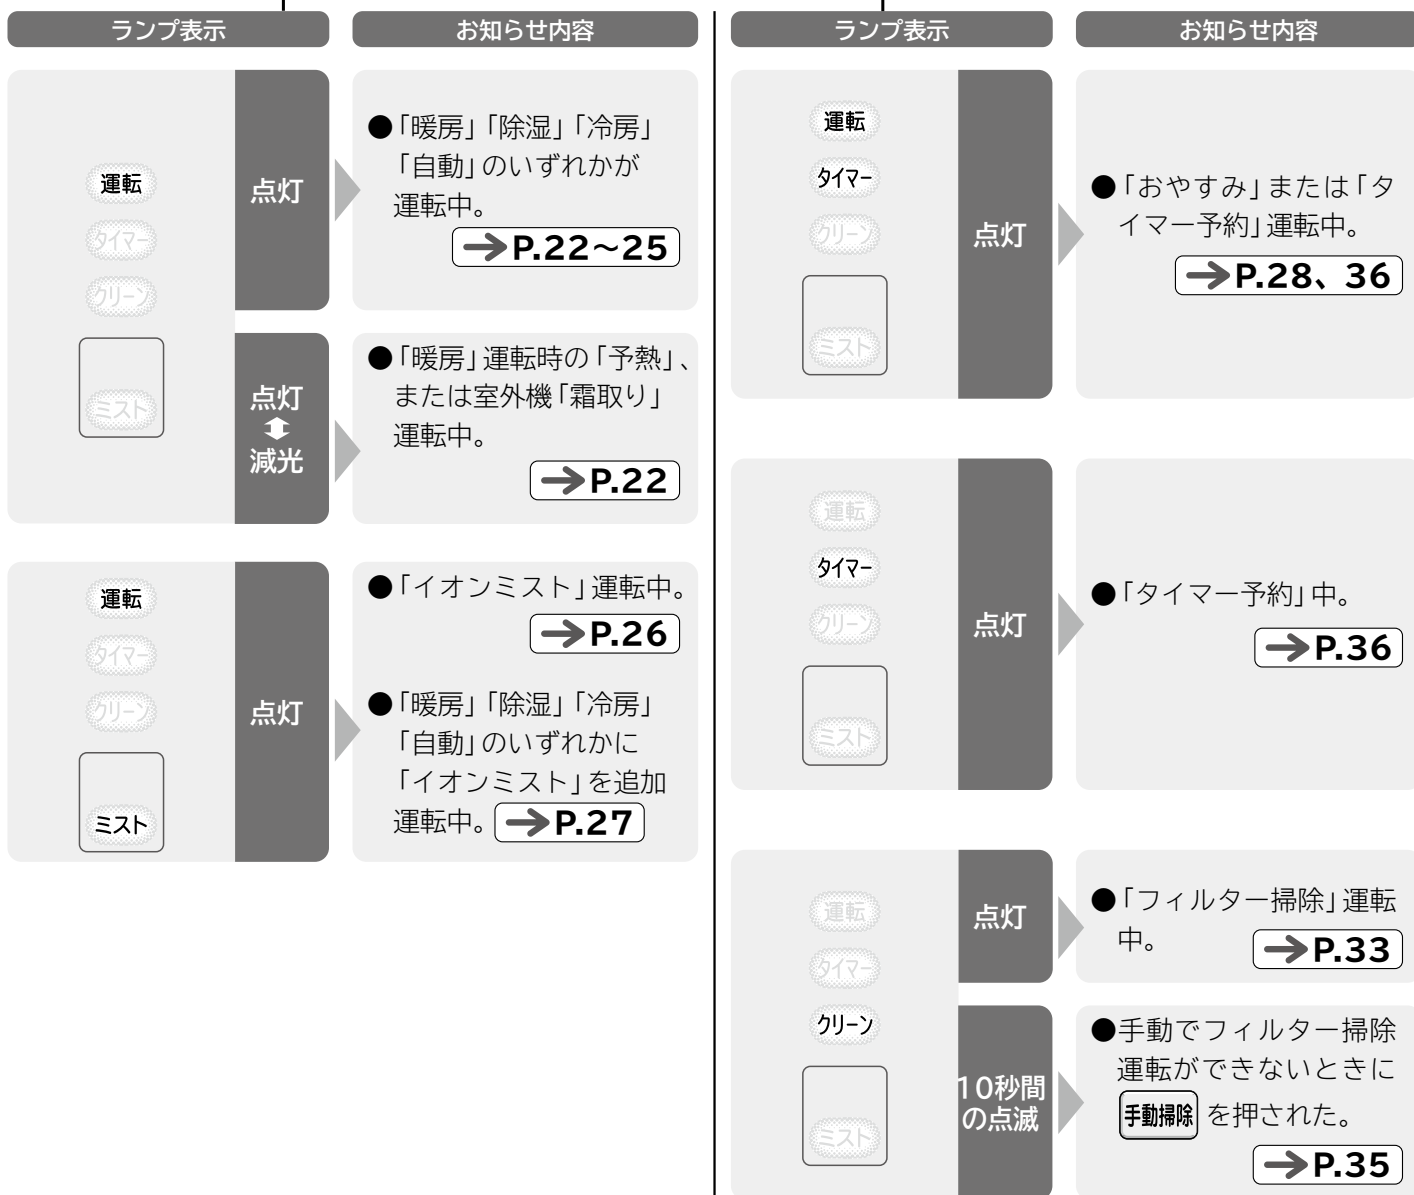 ランプ表示
お知らせ内容
運転
タイマー
クリーン
ミスト
点灯
●「暖房」「除湿」「冷房」
「自動」のいずれかが
運転中。
→P.22～25
点灯
減光
●「暖房」運転時の「予熱」、
または室外機「霜取り」
運転中。
→P.22
運転
タイマー
クリーン
ミスト
点灯
●「イオンミスト」運転中。
→P.26
●「暖房」「除湿」「冷房」
「自動」のいずれかに
「イオンミスト」を追加
運転中。→P.27
ランプ表示
お知らせ内容
運転
タイマー
クリーン
ミスト
点灯
●「おやすみ」または「タ
イマー予約」運転中。
→P.28、36
運転
タイマー
クリーン
ミスト
点灯
●「タイマー予約」中。
→P.36
運転
タイマー
クリーン
ミスト
点灯
●「フィルター掃除」運転
中。→P.33
10秒間
の点滅
●手動でフィルター掃除
運転ができないときに
手動掃除 を押された。
→P.35